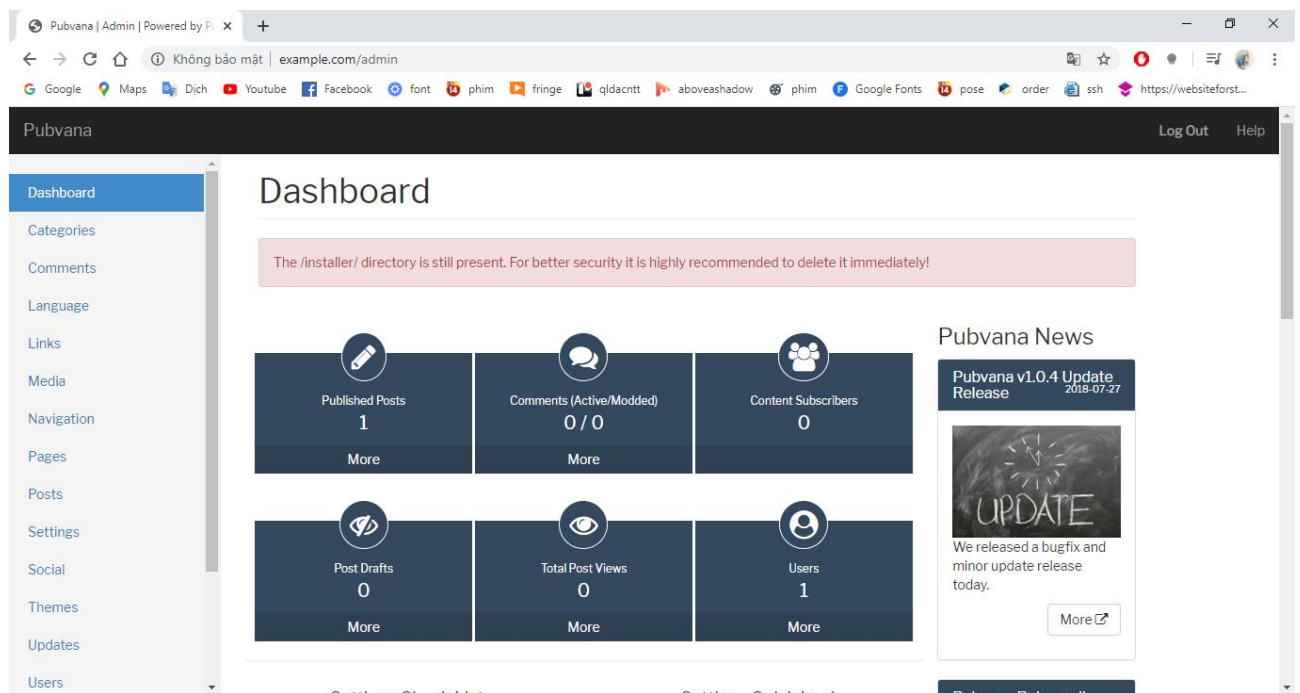 Pubvana | Admin | Powered by P
Không bảo mật | example.com/admin
Google Maps Dịch Youtube Facebook font phim fringe qldacntt aboveashadow phim Google Fonts pose order ssh https://websiteforst...
Pubvana Log Out Help
Dashboard
Categories
Comments
Language
Links
Media
Navigation
Pages
Posts
Settings
Social
Themes
Updates
Users
Dashboard
The /installer/ directory is still present. For better security it is highly recommended to delete it immediately!
Published Posts
1
More
Comments (Active/Modded)
0 / 0
More
Content Subscribers
0
Post Drafts
0
More
Total Post Views
0
More
Users
1
More
Pubvana News
Pubvana v1.0.4 Update
Release 2018-07-27
UPDATE
We released a bugfix and
minor update release
today.
More